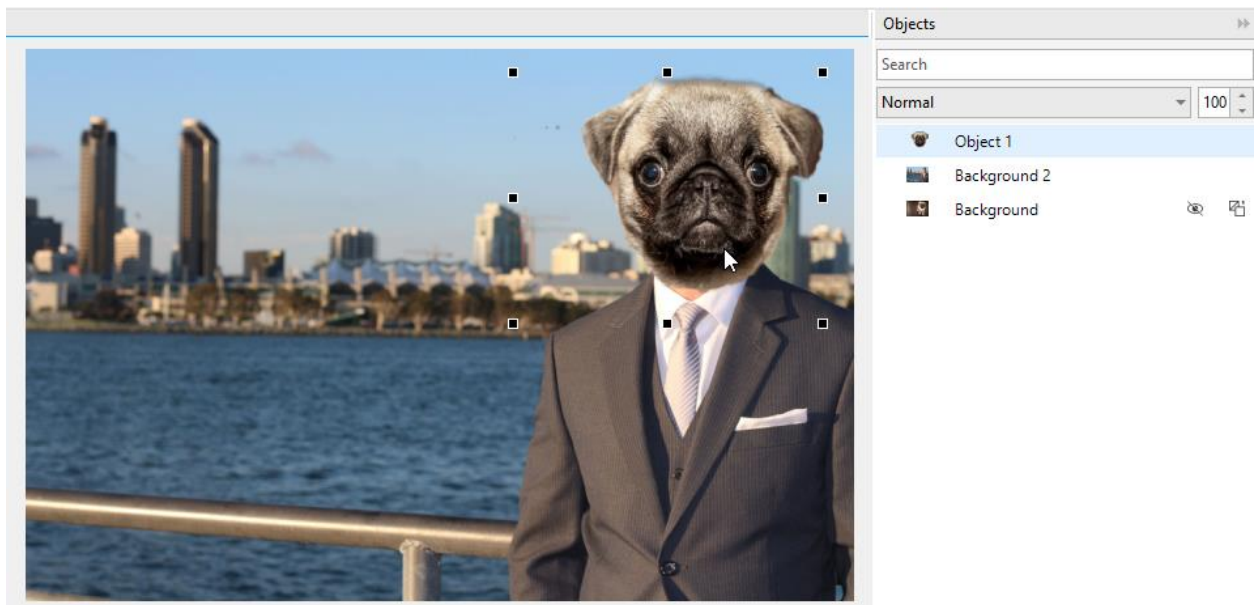 Objects
Search
Normal 100
Object 1
Background 2
Background